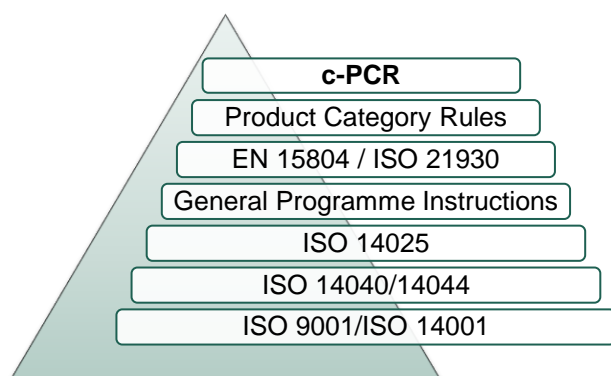 c-PCR
Product Category Rules
EN 15804 / ISO 21930
General Programme Instructions
ISO 14025
ISO 14040/14044
ISO 9001/ISO 14001